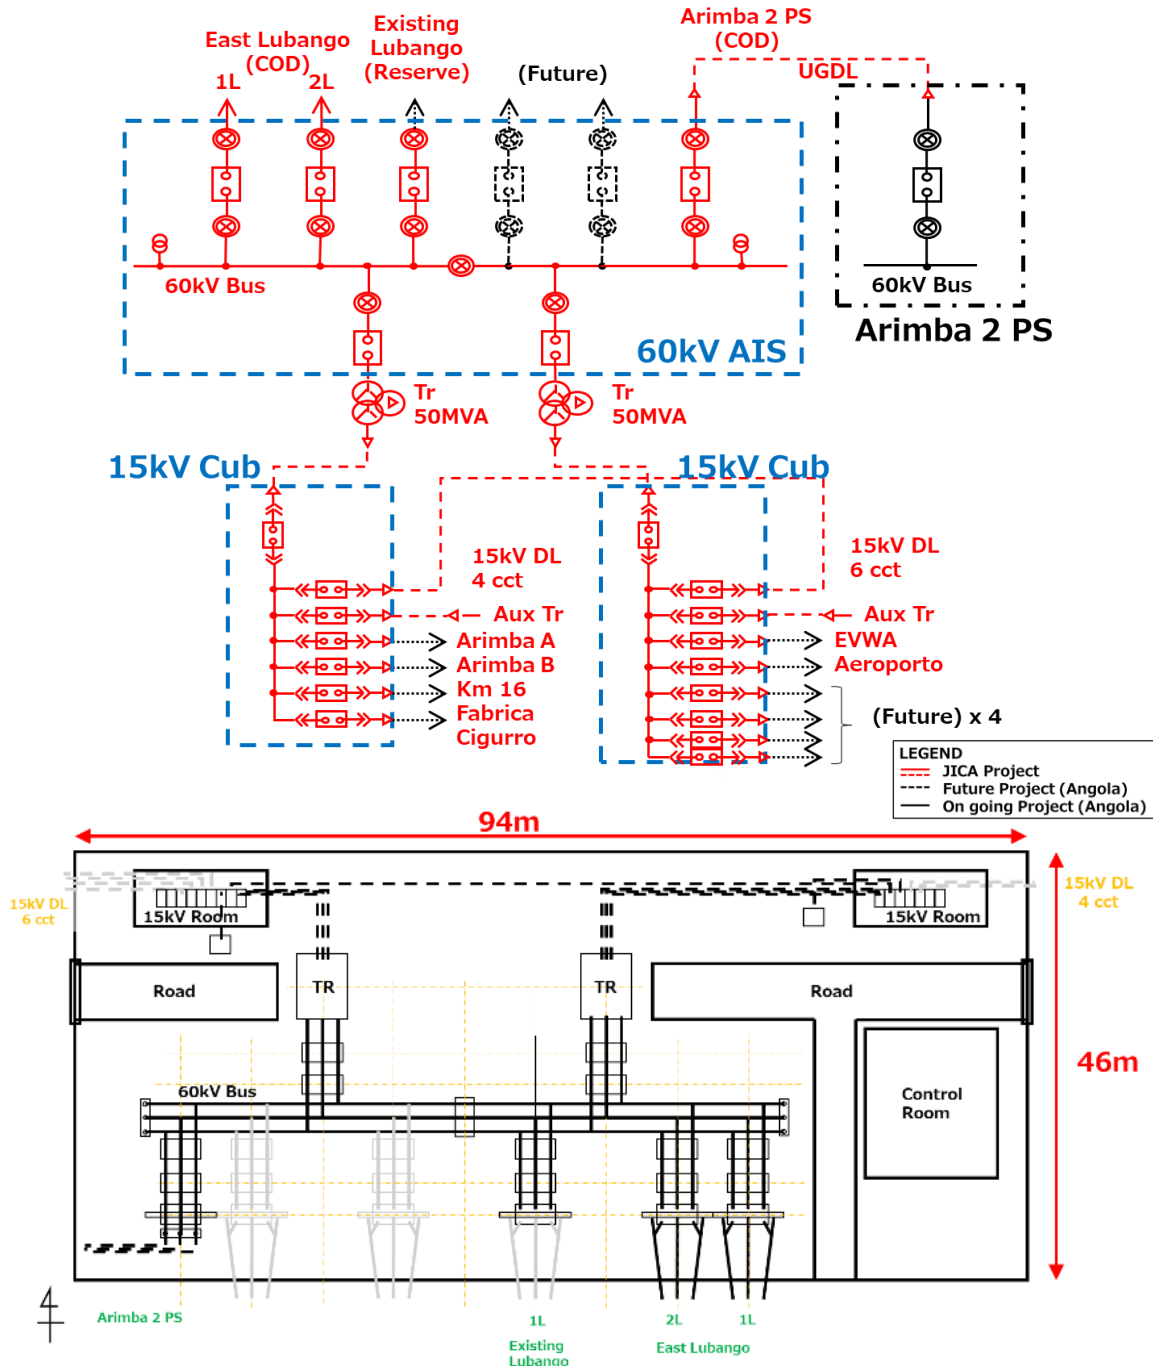 Arimba 2 PS
(COD)
Existing
Lubango
(Reserve)
East Lubango
(COD)
1L
2L
(Future)
UGDL
60kV Bus
60kV Bus
Arimba 2 PS
60kV AIS
Tr
50MVA
Tr
50MVA
15kV Cub
15kV Cub
15kV DL
4 cct
15kV DL
6 cct
Aux Tr
Arimba A
Arimba B
Km 16
Fabrica
Cigurro
Aux Tr
EVWA
Aeroporto
(Future) x 4
LEGEND
JICA Project
Future Project (Angola)
On going Project (Angola)
94m
15kV DL
6 cct
15kV Room
15kV Room
15kV DL
4 cct
Road
TR
TR
Road
46m
60kV Bus
Control
Room
4
Arimba 2 PS
1L
Existing
Lubango
2L
1L
East Lubango